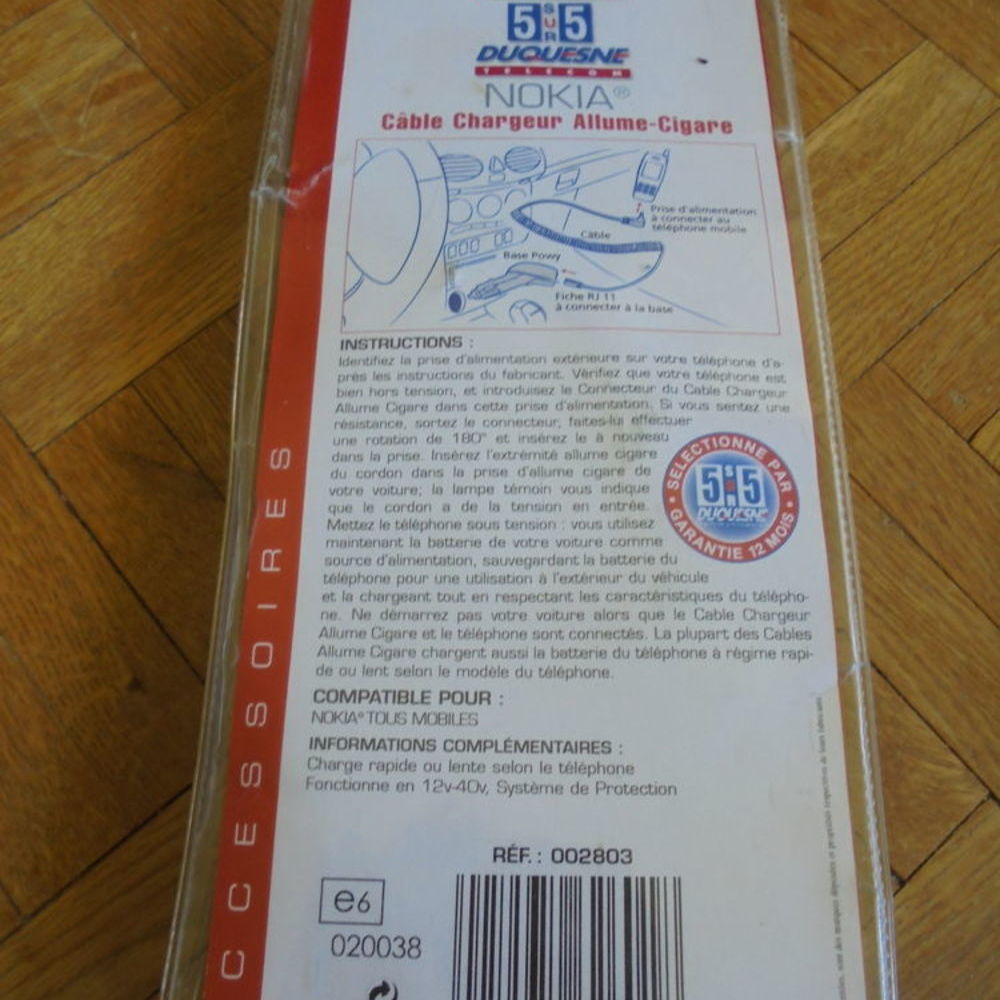 5 SUR 5
DUQUESNE
TELECOM
NOKIA®
Câble Chargeur Allume-Cigare
Prise d'alimentation
à connecter au
téléphone mobile
Câble
Base Powy
Fiche RJ 11
à connecter à la base
INSTRUCTIONS :
Identifiez la prise d'alimentation extérieure sur votre téléphone d'a-
près les instructions du fabricant. Vérifiez que votre téléphone est
bien hors tension, et introduisez le Connecteur du Cable Chargeur
Allume Cigare dans cette prise d'alimentation. Si vous sentez une
résistance, sortez le connecteur, faites-lui effectuer
une rotation de 180° et insérez le à nouveau
dans la prise. Insérez l'extrémité allume cigare
du cordon dans la prise d'allume cigare de
votre voiture; la lampe témoin vous indique
que le cordon a de la tension en entrée.
Mettez le téléphone sous tension : vous utilisez
maintenant la batterie de votre voiture comme
source d'alimentation, sauvegardant la batterie du
téléphone pour une utilisation à l'extérieur du véhicule
et la chargeant tout en respectant les caractéristiques du télépho-
ne. Ne démarrez pas votre voiture alors que le Cable Chargeur
Allume Cigare et le téléphone sont connectés. La plupart des Cables
Allume Cigare chargent aussi la batterie du téléphone à régime rapi-
de ou lent selon le modèle du téléphone.
SELECTIONNE PAR
5 SUR 5
DUQUESNE
GARANTIE 12 MOIS
COMPATIBLE POUR :
NOKIA® TOUS MOBILES
INFORMATIONS COMPLÉMENTAIRES :
Charge rapide ou lente selon le téléphone
Fonctionne en 12v-40v, Système de Protection
RÉF. : 002803
e6
020038
CCESSOIRES